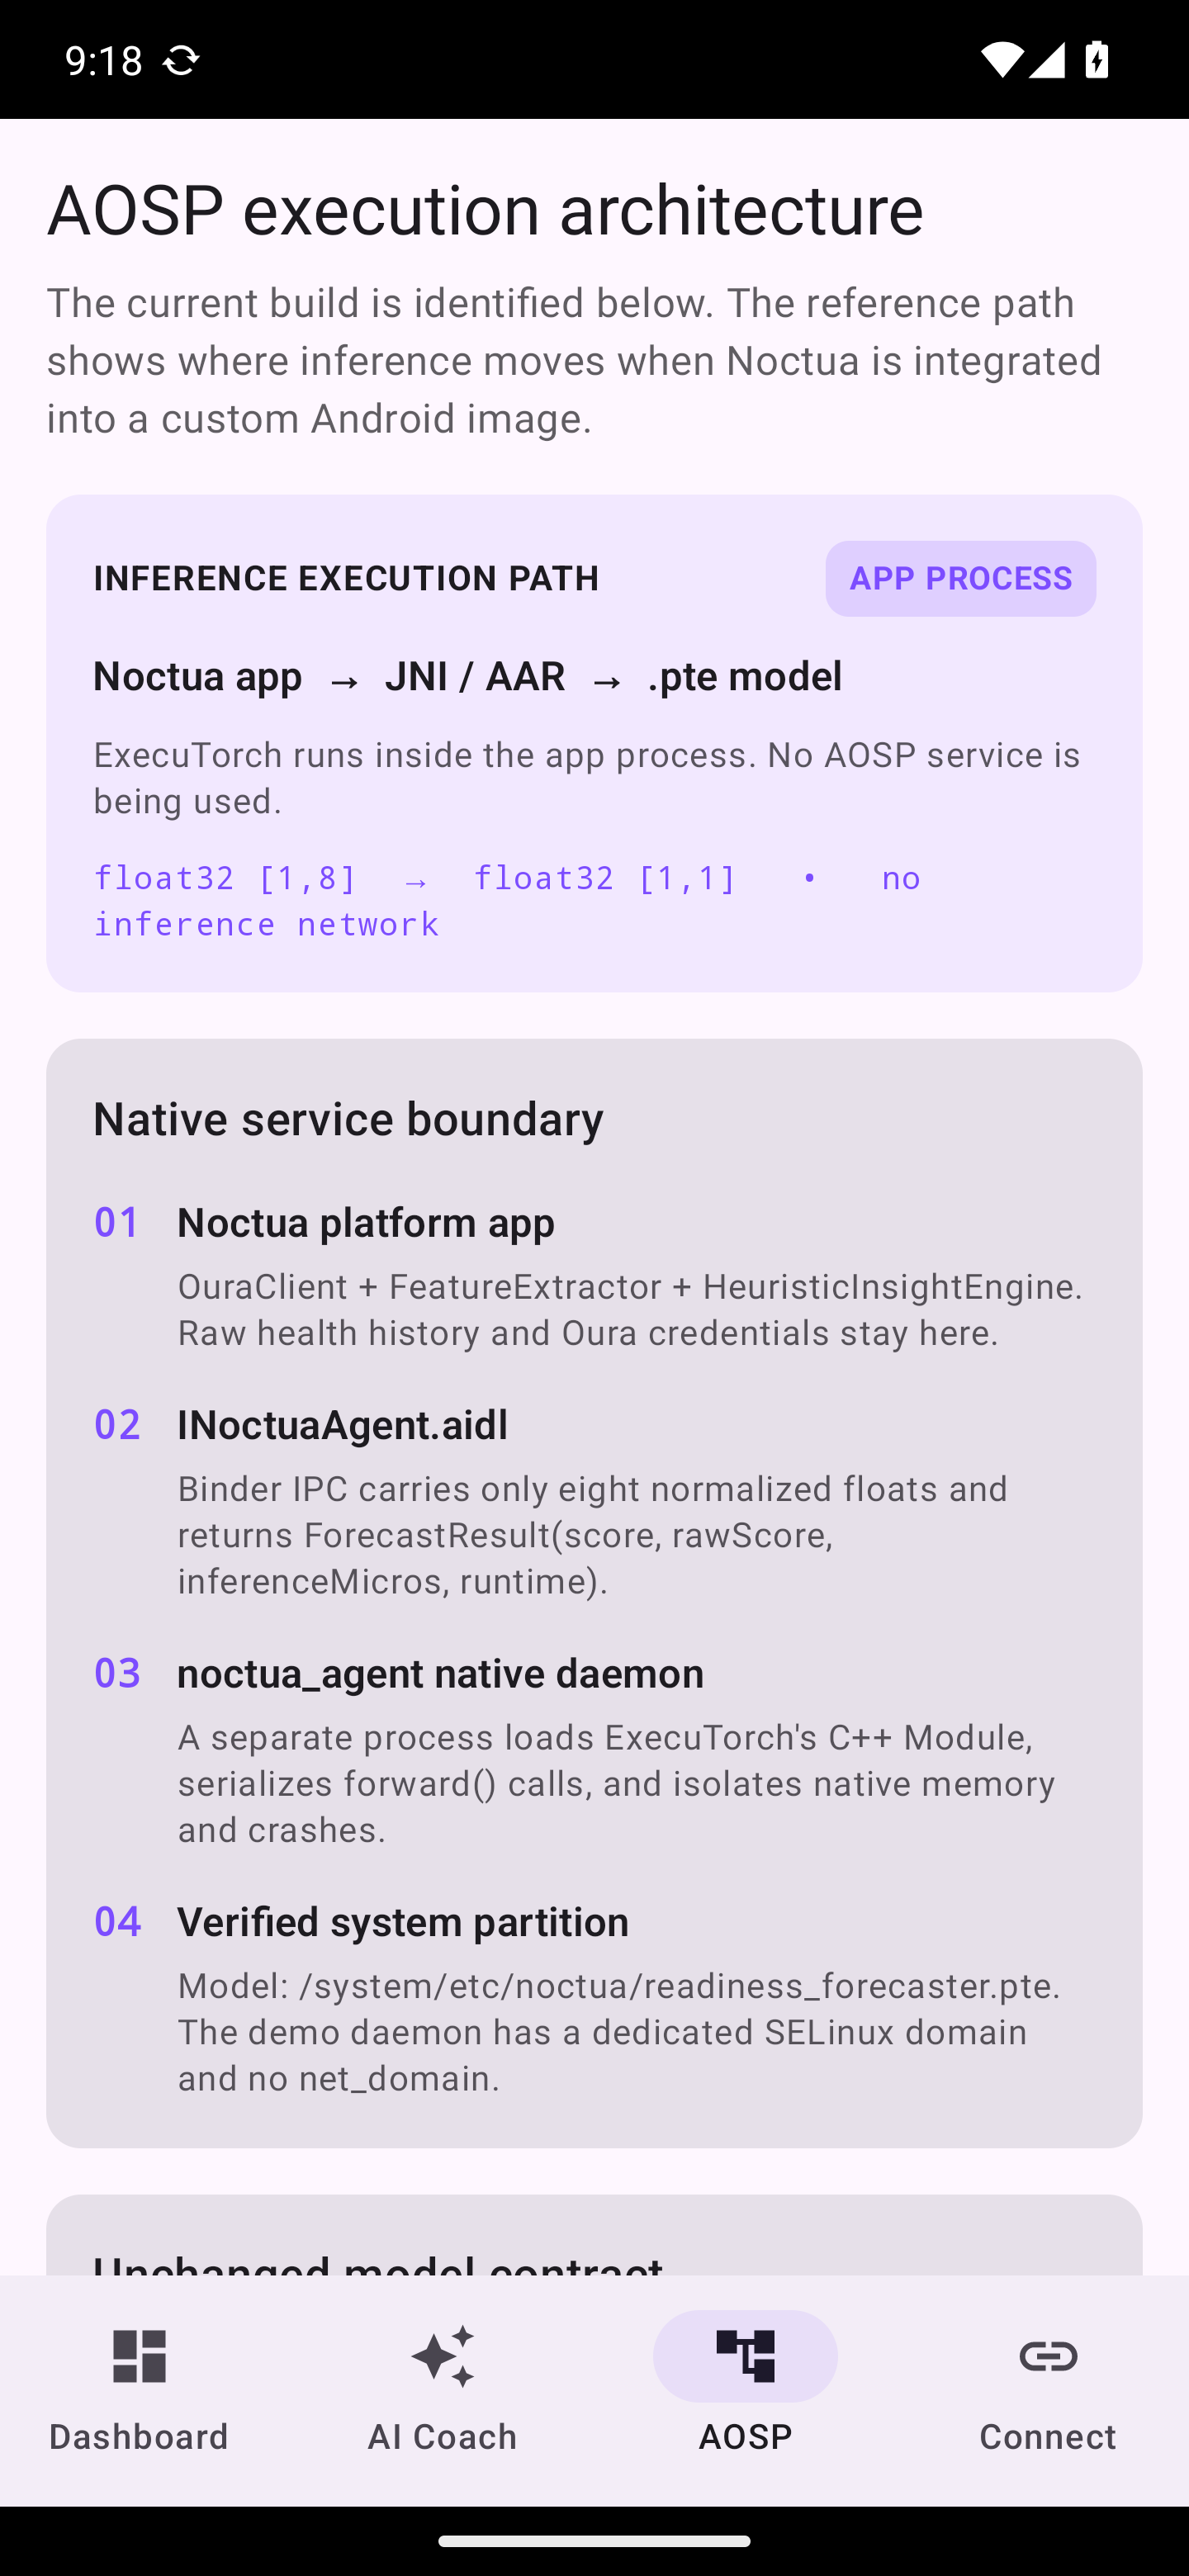 9:18
AOSP execution architecture
The current build is identified below. The reference path
shows where inference moves when Noctua is integrated
into a custom Android image.
INFERENCE EXECUTION PATH
APP PROCESS
Noctua app → JNI / AAR → .pte model
ExecuTorch runs inside the app process. No AOSP service is
being used.
float32 [1,8] → float32 [1,1] • no
inference network
Native service boundary
01 Noctua platform app
OuraClient + FeatureExtractor + HeuristicInsightEngine.
Raw health history and Oura credentials stay here.
02 INoctuaAgent.aidl
Binder IPC carries only eight normalized floats and
returns ForecastResult(score, rawScore,
inferenceMicros, runtime).
03 noctua_agent native daemon
A separate process loads ExecuTorch's C++ Module,
serializes forward() calls, and isolates native memory
and crashes.
04 Verified system partition
Model: /system/etc/noctua/readiness_forecaster.pte.
The demo daemon has a dedicated SELinux domain
and no net_domain.
Unchanged model contract
Dashboard
AI Coach
AOSP
Connect